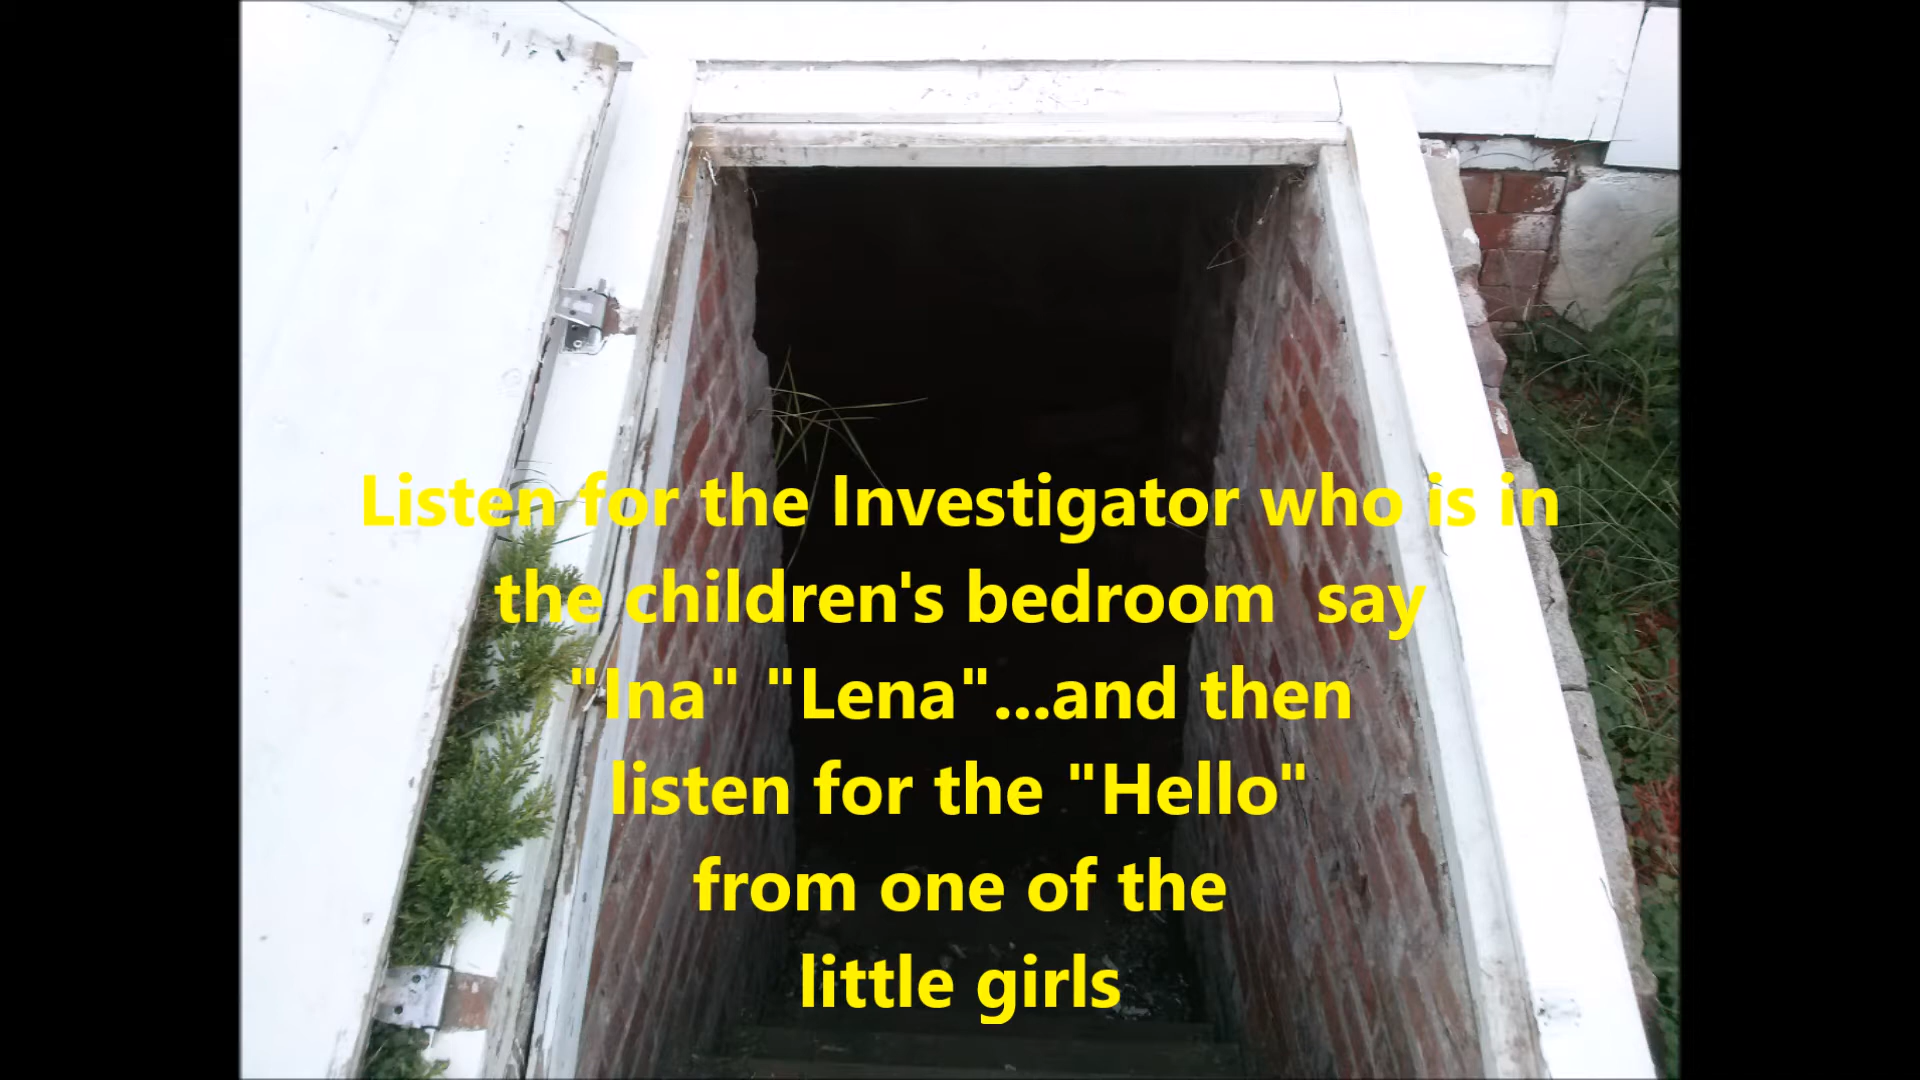 Listen for the Investigator who is in
the children's bedroom  say
"Ina" "Lena"...and then
listen for the "Hello"
from one of the
little girls